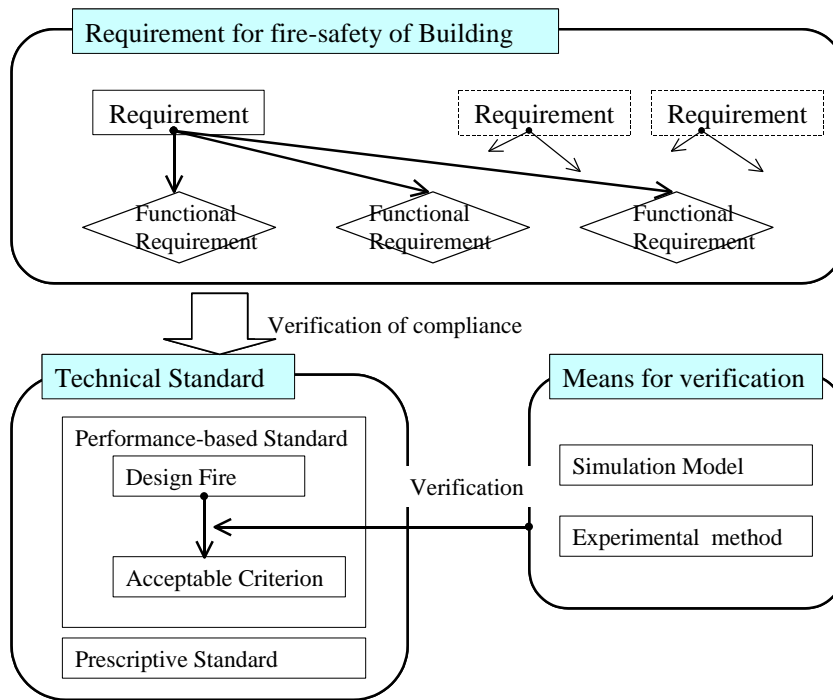 Requirement for fire-safety of Building
Requirement
Requirement
Requirement
Functional
Requirement
Functional
Requirement
Functional
Requirement
Verification of compliance
Technical Standard
Means for verification
Performance-based Standard
Design Fire
Simulation Model
Verification
Experimental method
Acceptable Criterion
Prescriptive Standard